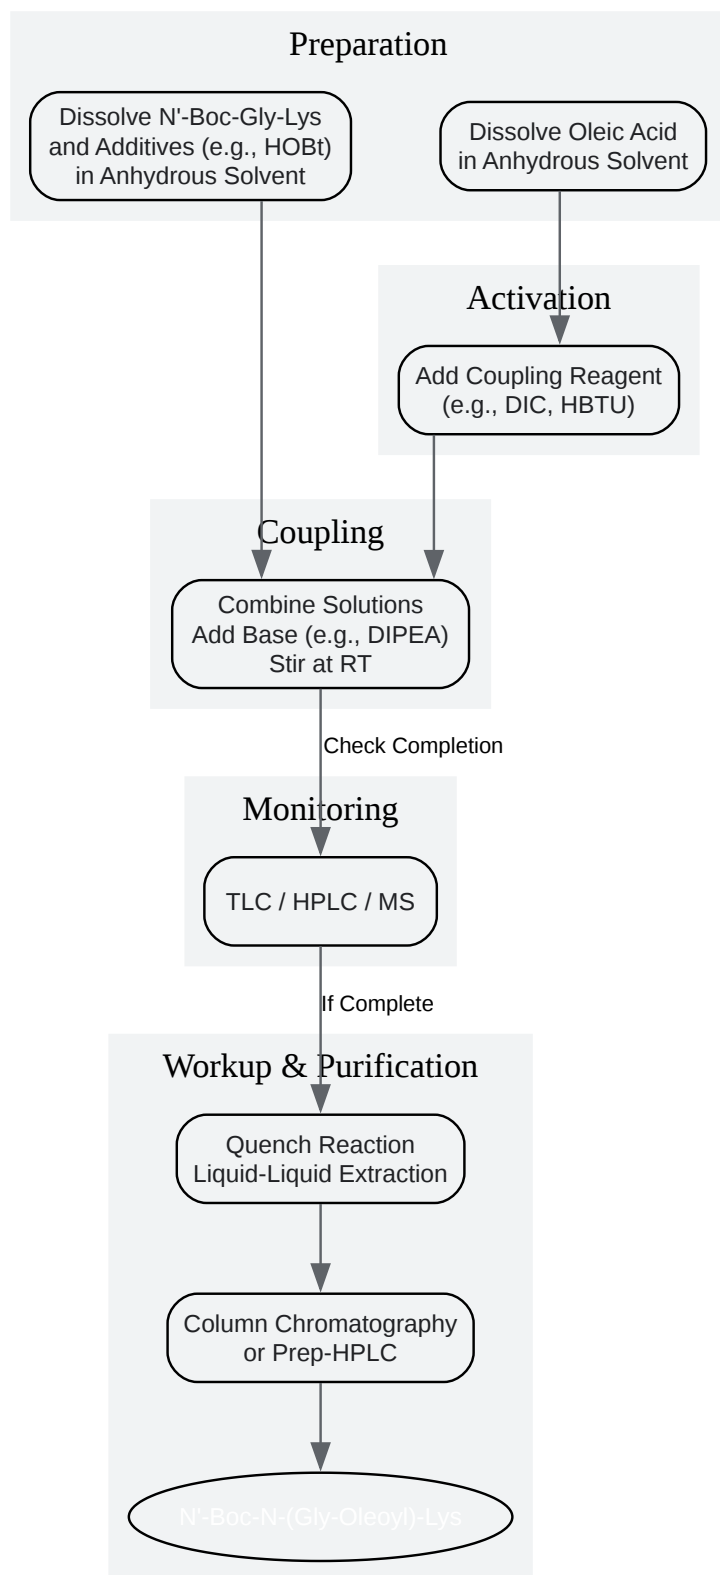 Preparation
Dissolve N'-Boc-Gly-Lys
and Additives (e.g., HOBt)
in Anhydrous Solvent
Dissolve Oleic Acid
in Anhydrous Solvent
Activation
Add Coupling Reagent
(e.g., DIC, HBTU)
Coupling
Combine Solutions
Add Base (e.g., DIPEA)
Stir at RT
Check Completion
Monitoring
TLC / HPLC / MS
If Complete
Workup & Purification
Quench Reaction
Liquid-Liquid Extraction
Column Chromatography
or Prep-HPLC
N'-Boc-N-(Gly-Oleoyl)-Lys